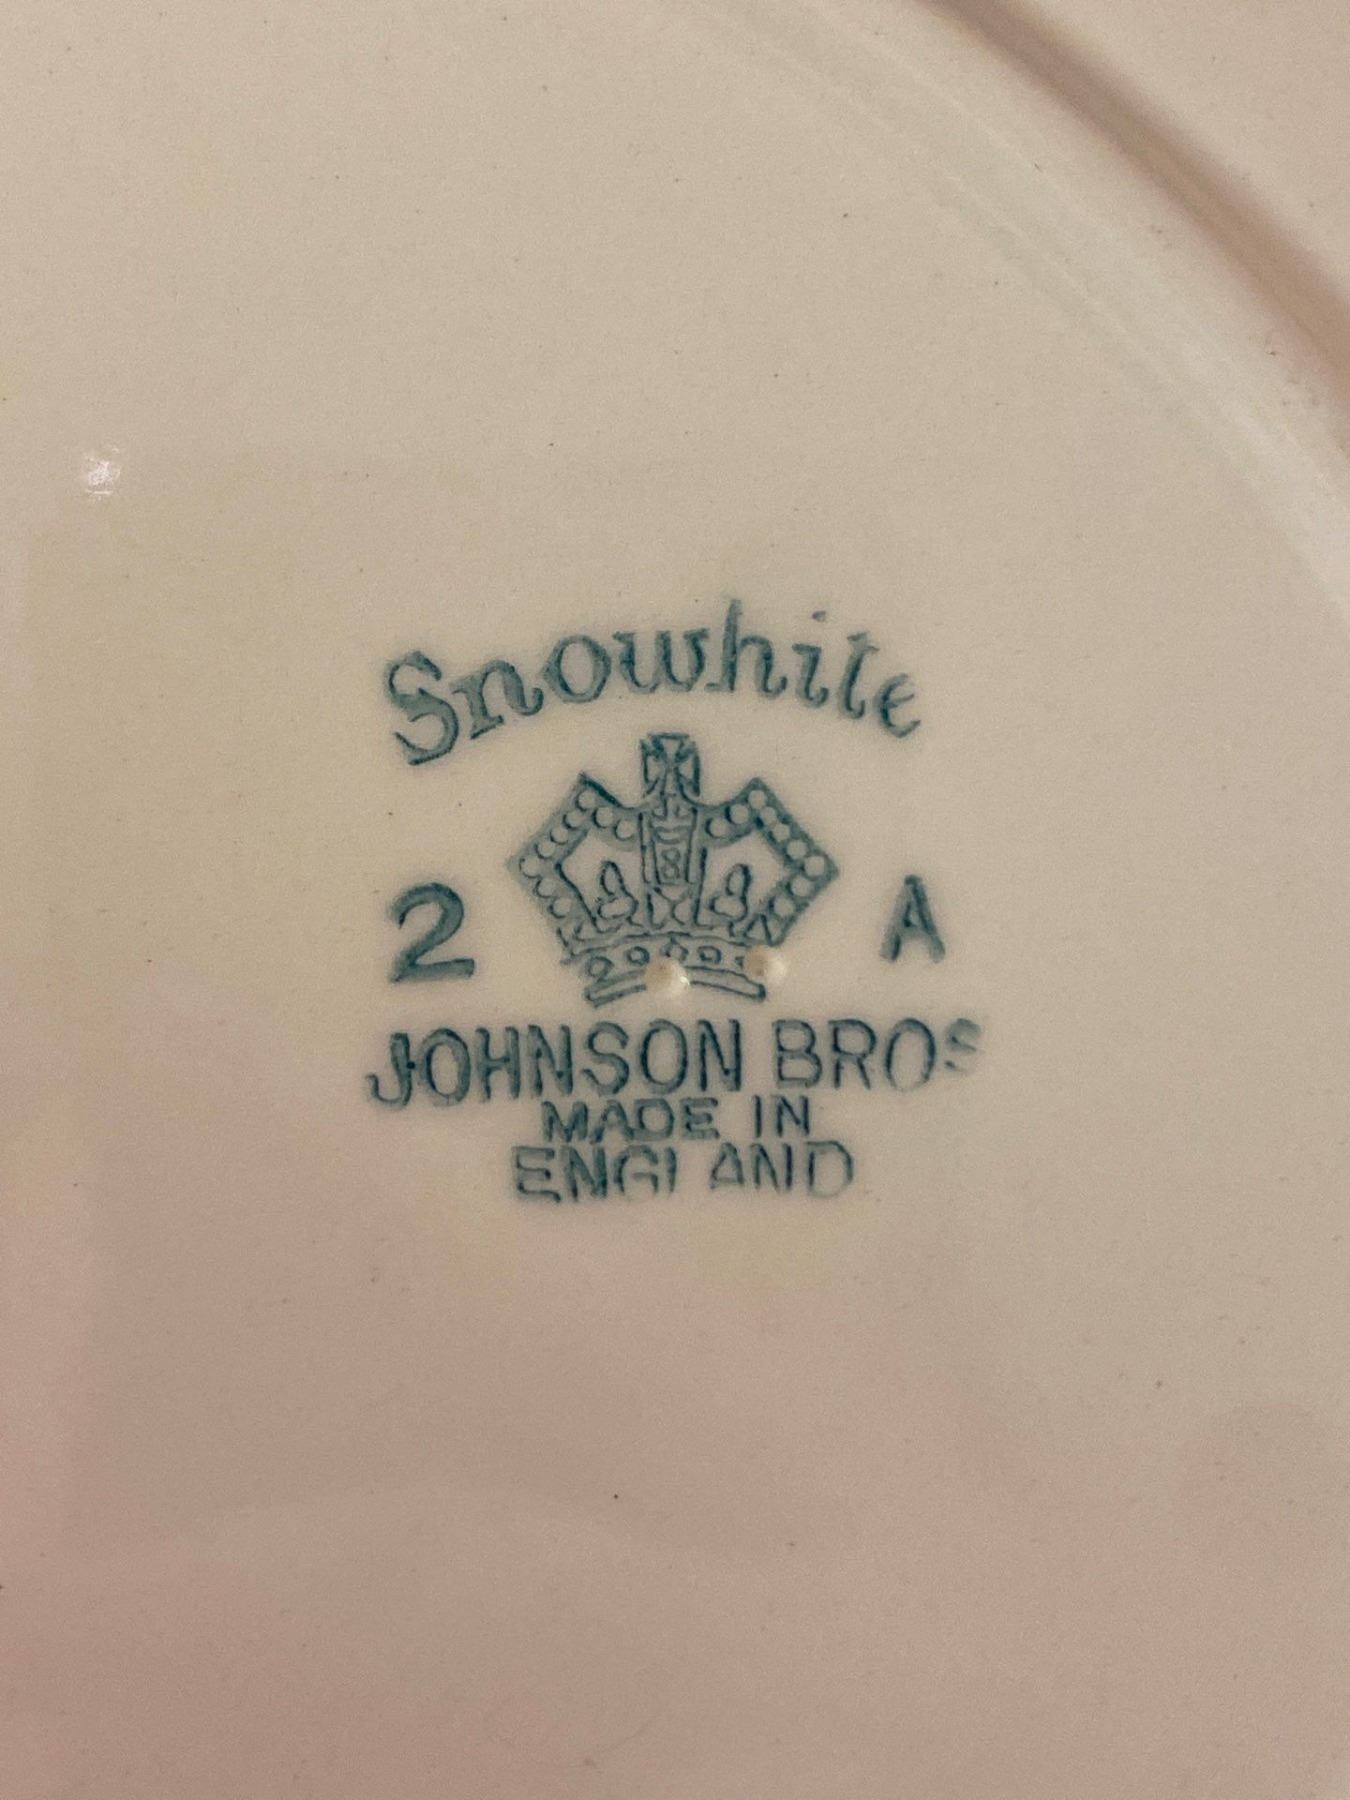 Snowhite
2 A
JOHNSON BROS
MADE IN
ENGLAND